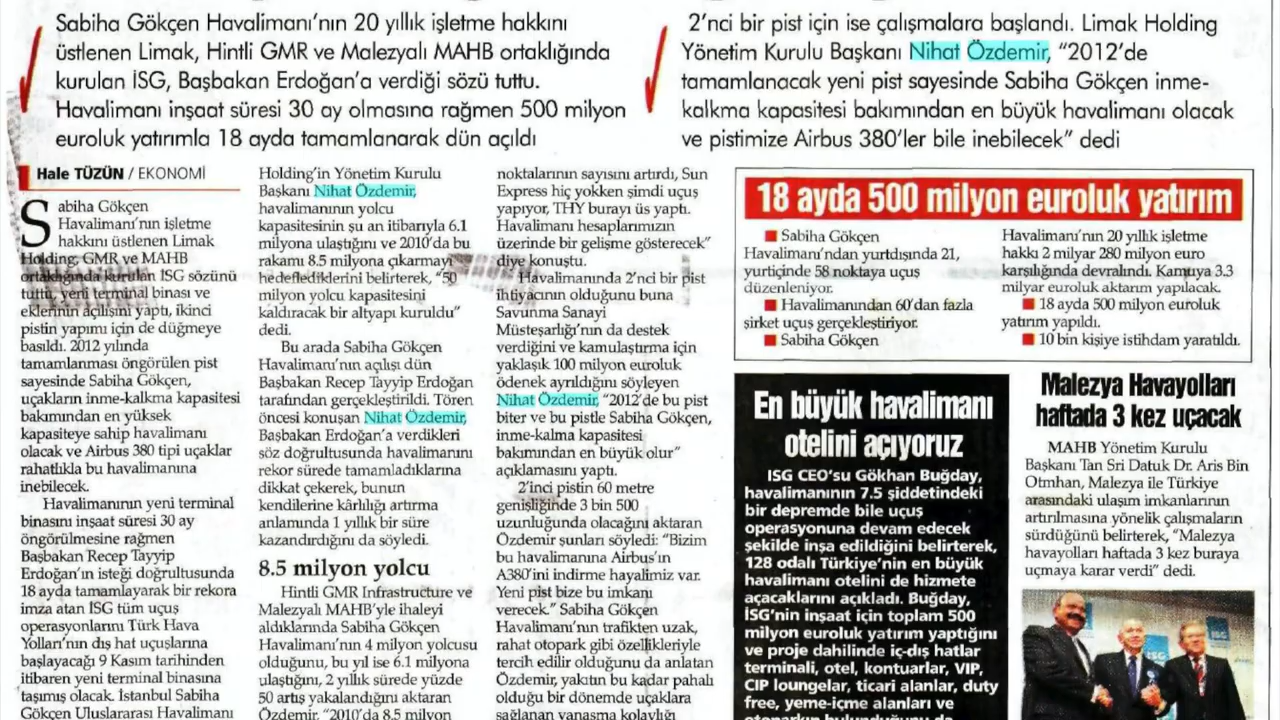 Sabiha Gökçen Havalimanı’nın 20 yıllık işletme hakkını
üstlenen Limak, Hintli GMR ve Malezyalı MAHB ortaklığında
kurulan İSG, Başbakan Erdoğan’a verdiği sözü tuttu.
Havalimanı inşaat süresi 30 ay olmasına rağmen 500 milyon
euroluk yatırımla 18 ayda tamamlanarak dün açıldı
2’nci bir pist için ise çalışmalara başlandı. Limak Holding
Yönetim Kurulu Başkanı Nihat Özdemir, “2012’de
tamamlanacak yeni pist sayesinde Sabiha Gökçen inme-
kalkma kapasitesi bakımından en büyük havalimanı olacak
ve pistimize Airbus 380’ler bile inebilecek” dedi
Hale TÜZÜN / EKONOMİ
Sabiha Gökçen
Havalimanı’nın işletme
hakkını üstlenen Limak
Holding, GMR ve MAHB
ortaklığında kurulan İSG sözünü
tuttu, yeni terminal binası ve
eklerinin açılışını yaptı, ikinci
pistin yapımı için de düğmeye
basıldı. 2012 yılında
tamamlanması öngörülen pist
sayesinde Sabiha Gökçen,
uçakların inme-kalkma kapasitesi
bakımından en yüksek
kapasiteye sahip havalimanı
olacak ve Airbus 380 tipi uçaklar
rahatlıkla bu havalimanına
inebilecek.
Havalimanının yeni terminal
binasını inşaat süresi 30 ay
öngörülmesine rağmen
Başbakan Recep Tayyip
Erdoğan’ın isteği doğrultusunda
18 ayda tamamlayarak bir rekora
imza atan ISG tüm uçuş
operasyonlarını Türk Hava
Yolları’nın dış hat uçuşlarına
başlayacağı 9 Kasım tarihinden
itibaren yeni terminal binasına
taşımış olacak. İstanbul Sabiha
Gökçen Uluslararası Havalimanı
Holding’in Yönetim Kurulu
Başkanı Nihat Özdemir,
havalimanının yolcu
kapasitesinin şu an itibarıyla 6.1
milyona ulaştığını ve 2010’da bu
rakamı 8.5 milyona çıkarmayı
hedeflediklerini belirterek, “50
milyon yolcu kapasitesini
kaldıracak bir altyapı kuruldu”
dedi.
Bu arada Sabiha Gökçen
Havalimanı’nın açılışı dün
Başbakan Recep Tayyip Erdoğan
tarafından gerçekleştirildi. Tören
öncesi konuşan Nihat Özdemir,
Başbakan Erdoğan’a verdikleri
söz doğrultusunda havalimanını
rekor sürede tamamladıklarına
dikkat çekerek, bunun
kendilerine kârlılığı artırma
anlamında 1 yıllık bir süre
kazandırdığını da söyledi.
8.5 milyon yolcu
Hintli GMR Infrastructure ve
Malezyalı MAHB’yle ihaleyi
aldıklarında Sabiha Gökçen
Havalimanı’nın 4 milyon yolcusu
olduğunu, bu yıl ise 6.1 milyona
ulaştığını, 2 yıllık sürede yüzde
50 artış yakalandığını aktaran
Özdemir, “2010’da 8.5 milyon
noktalarının sayısını artırdı, Sun
Express hiç yokken şimdi uçuş
yapıyor, THY burayı üs yaptı.
Havalimanı hesaplarımızın
üzerinde bir gelişme gösterecek”
diye konuştu.
Havalimanında 2’nci bir pist
ihtiyacının olduğunu buna
Savunma Sanayi
Müsteşarlığı’nın da destek
verdiğini ve kamulaştırma için
yaklaşık 100 milyon euroluk
ödenek ayrıldığını söyleyen
Nihat Özdemir, “2012’de bu pist
biter ve bu pistle Sabiha Gökçen,
inme-kalma kapasitesi
bakımından en büyük olur”
açıklamasını yaptı.
2’inci pistin 60 metre
genişliğinde 3 bin 500
uzunluğunda olacağını aktaran
Özdemir şunları söyledi: “Bizim
bu havalimanına Airbus’ın
A380’ini indirme hayalimiz var.
Yeni pist bize bu imkanı
verecek.” Sabiha Gökçen
Havalimanı’nın trafikten uzak,
rahat otopark gibi özellikleriyle
tercih edilir olduğunu da anlatan
Özdemir, yakıtın bu kadar pahalı
olduğu bir dönemde uçaklara
sağlanan yanaşma kolaylığı
18 ayda 500 milyon euroluk yatırım
Sabiha Gökçen
Havalimanı’ndan yurtdışında 21,
yurtiçinde 58 noktaya uçuş
düzenleniyor.
Havalimanından 60’dan fazla
şirket uçuş gerçekleştiriyor.
Sabiha Gökçen
Havalimanı’nın 20 yıllık işletme
hakkı 2 milyar 280 milyon euro
karşılığında devralındı. Kamuya 3.3
milyar euroluk aktarım yapılacak.
18 ayda 500 milyon euroluk
yatırım yapıldı.
10 bin kişiye istihdam yaratıldı.
En büyük havalimanı
otelini açıyoruz
ISG CEO’su Gökhan Buğday,
havalimanının 7.5 şiddetindeki
bir depremde bile uçuş
operasyonuna devam edecek
şekilde inşa edildiğini belirterek,
128 odalı Türkiye’nin en büyük
havalimanı otelini de hizmete
açacaklarını açıkladı. Buğday,
İSG’nin inşaat için toplam 500
milyon euroluk yatırım yaptığını
ve proje dahilinde iç-dış hatlar
terminali, otel, kontuarlar, VIP,
CIP loungelar, ticari alanlar, duty
free, yeme-içme alanları ve
otoparkın bulunduğunu da
Malezya Havayolları
haftada 3 kez uçacak
MAHB Yönetim Kurulu
Başkanı Tan Sri Datuk Dr. Aris Bin
Otmhan, Malezya ile Türkiye
arasındaki ulaşım imkanlarının
artırılmasına yönelik çalışmaların
sürdüğünü belirterek, “Malezya
havayolları haftada 3 kez buraya
uçmaya karar verdi” dedi.
ISG
ISG